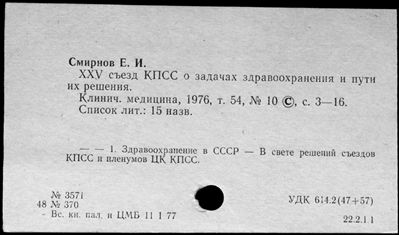 Смирнов Е. И.
XXV съезд КПСС о задачах здравоохранения и пути
их решения.
Клинич. медицина, 1976, т. 54, № 10 ©, с. 3—16.
Список лит.: 15 назв.
— — 1. Здравоохранение в СССР — В свете решений съездов
КПСС и пленумов ЦК КПСС.
№ 3571
48 № 370
УДК 614.2(47+57)
- Вс. кн. пал. и ЦМБ 11 1 77
22.2.1 1